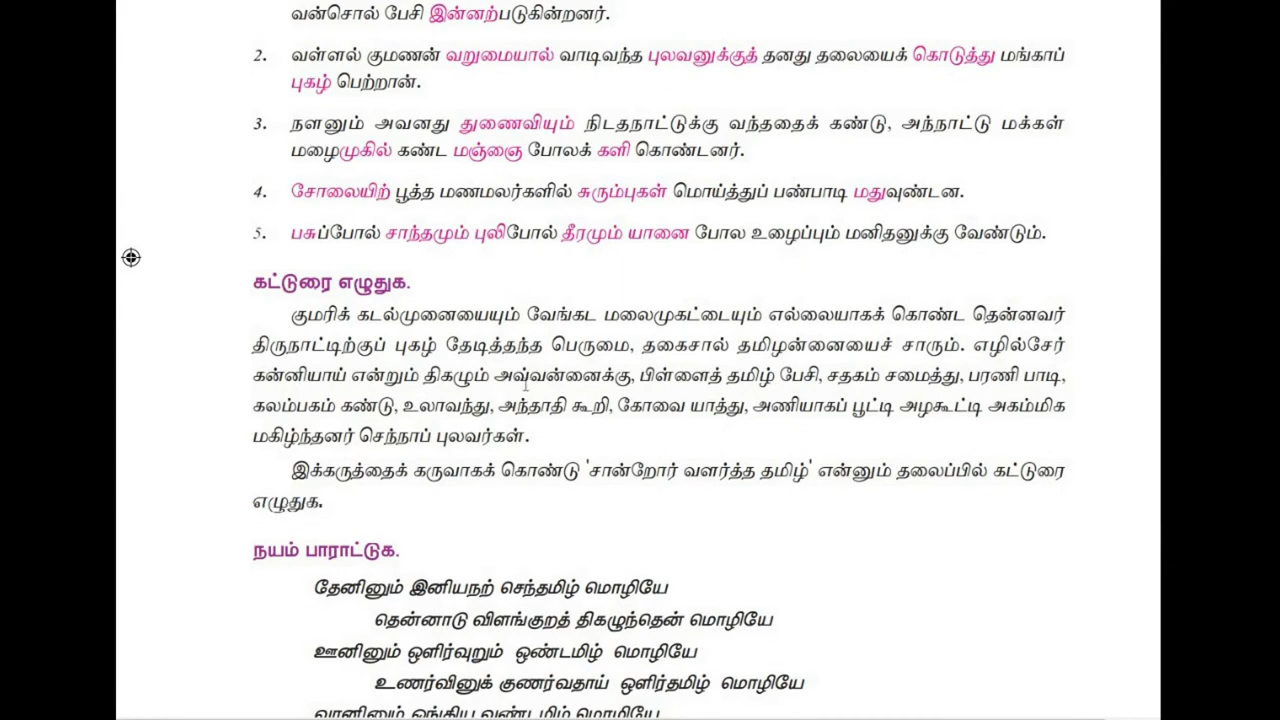 வன்சொல் பேசி இன்னற்படுகின்றனர்.
2. வள்ளல் குமணன் வறுமையால் வாடிவந்த புலவனுக்குத் தனது தலையைக் கொடுத்து மங்காப்
புகழ் பெற்றான்.
3. நளனும் அவனது துணைவியும் நிடதநாட்டுக்கு வந்ததைக் கண்டு, அந்நாட்டு மக்கள்
மழைமுகில் கண்ட மஞ்ஞை போலக் களி கொண்டனர்.
4. சோலையிற் பூத்த மணமலர்களில் சுரும்புகள் மொய்த்துப் பண்பாடி மதுவுண்டன.
5. பசுப்போல் சாந்தமும் புலிபோல் தீரமும் யானை போல உழைப்பும் மனிதனுக்கு வேண்டும்.
கட்டுரை எழுதுக.
குமரிக் கடல்முனையையும் வேங்கட மலைமுகட்டையும் எல்லையாகக் கொண்ட தென்னவர்
திருநாட்டிற்குப் புகழ் தேடித்தந்த பெருமை, தகைசால் தமிழன்னையைச் சாரும். எழில்சேர்
கன்னியாய் என்றும் திகழும் அவ்வன்னைக்கு, பிள்ளைத் தமிழ் பேசி, சதகம் சமைத்து, பரணி பாடி,
கலம்பகம் கண்டு, உலாவந்து, அந்தாதி கூறி, கோவை யாத்து, அணியாகப் பூட்டி அழகூட்டி அகம்மிக
மகிழ்ந்தனர் செந்நாப் புலவர்கள்.
இக்கருத்தைக் கருவாகக் கொண்டு 'சான்றோர் வளர்த்த தமிழ்' என்னும் தலைப்பில் கட்டுரை
எழுதுக.
நயம் பாராட்டுக.
தேனினும் இனியநற் செந்தமிழ் மொழியே
தென்னாடு விளங்குறத் திகழுந்தென் மொழியே
ஊனினும் ஒளிர்வுறும் ஒண்டமிழ் மொழியே
உணர்வினுக் குணர்வதாய் ஒளிர்தமிழ் மொழியே
வானினும் ஓங்கிய வண்டமிழ் மொழியே